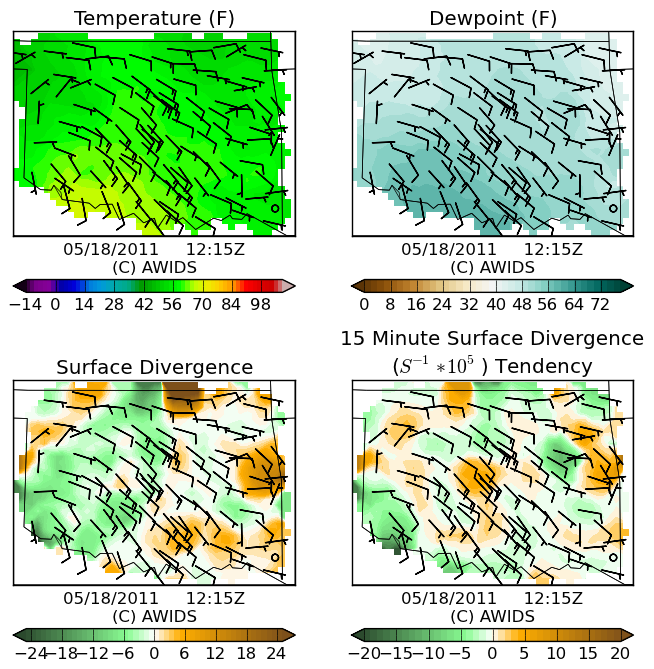 Temperature (F)
Dewpoint (F)
05/18/2011 12:15Z
(C) AWIDS
−14 0 14 28 42 56 70 84 98
05/18/2011 12:15Z
(C) AWIDS
0 8 16 24 32 40 48 56 64 72
Surface Divergence
15 Minute Surface Divergence
(S⁻¹ *10⁵ ) Tendency
05/18/2011 12:15Z
(C) AWIDS
−24 −18 −12 −6 0 6 12 18 24
05/18/2011 12:15Z
(C) AWIDS
−20 −15 −10 −5 0 5 10 15 20